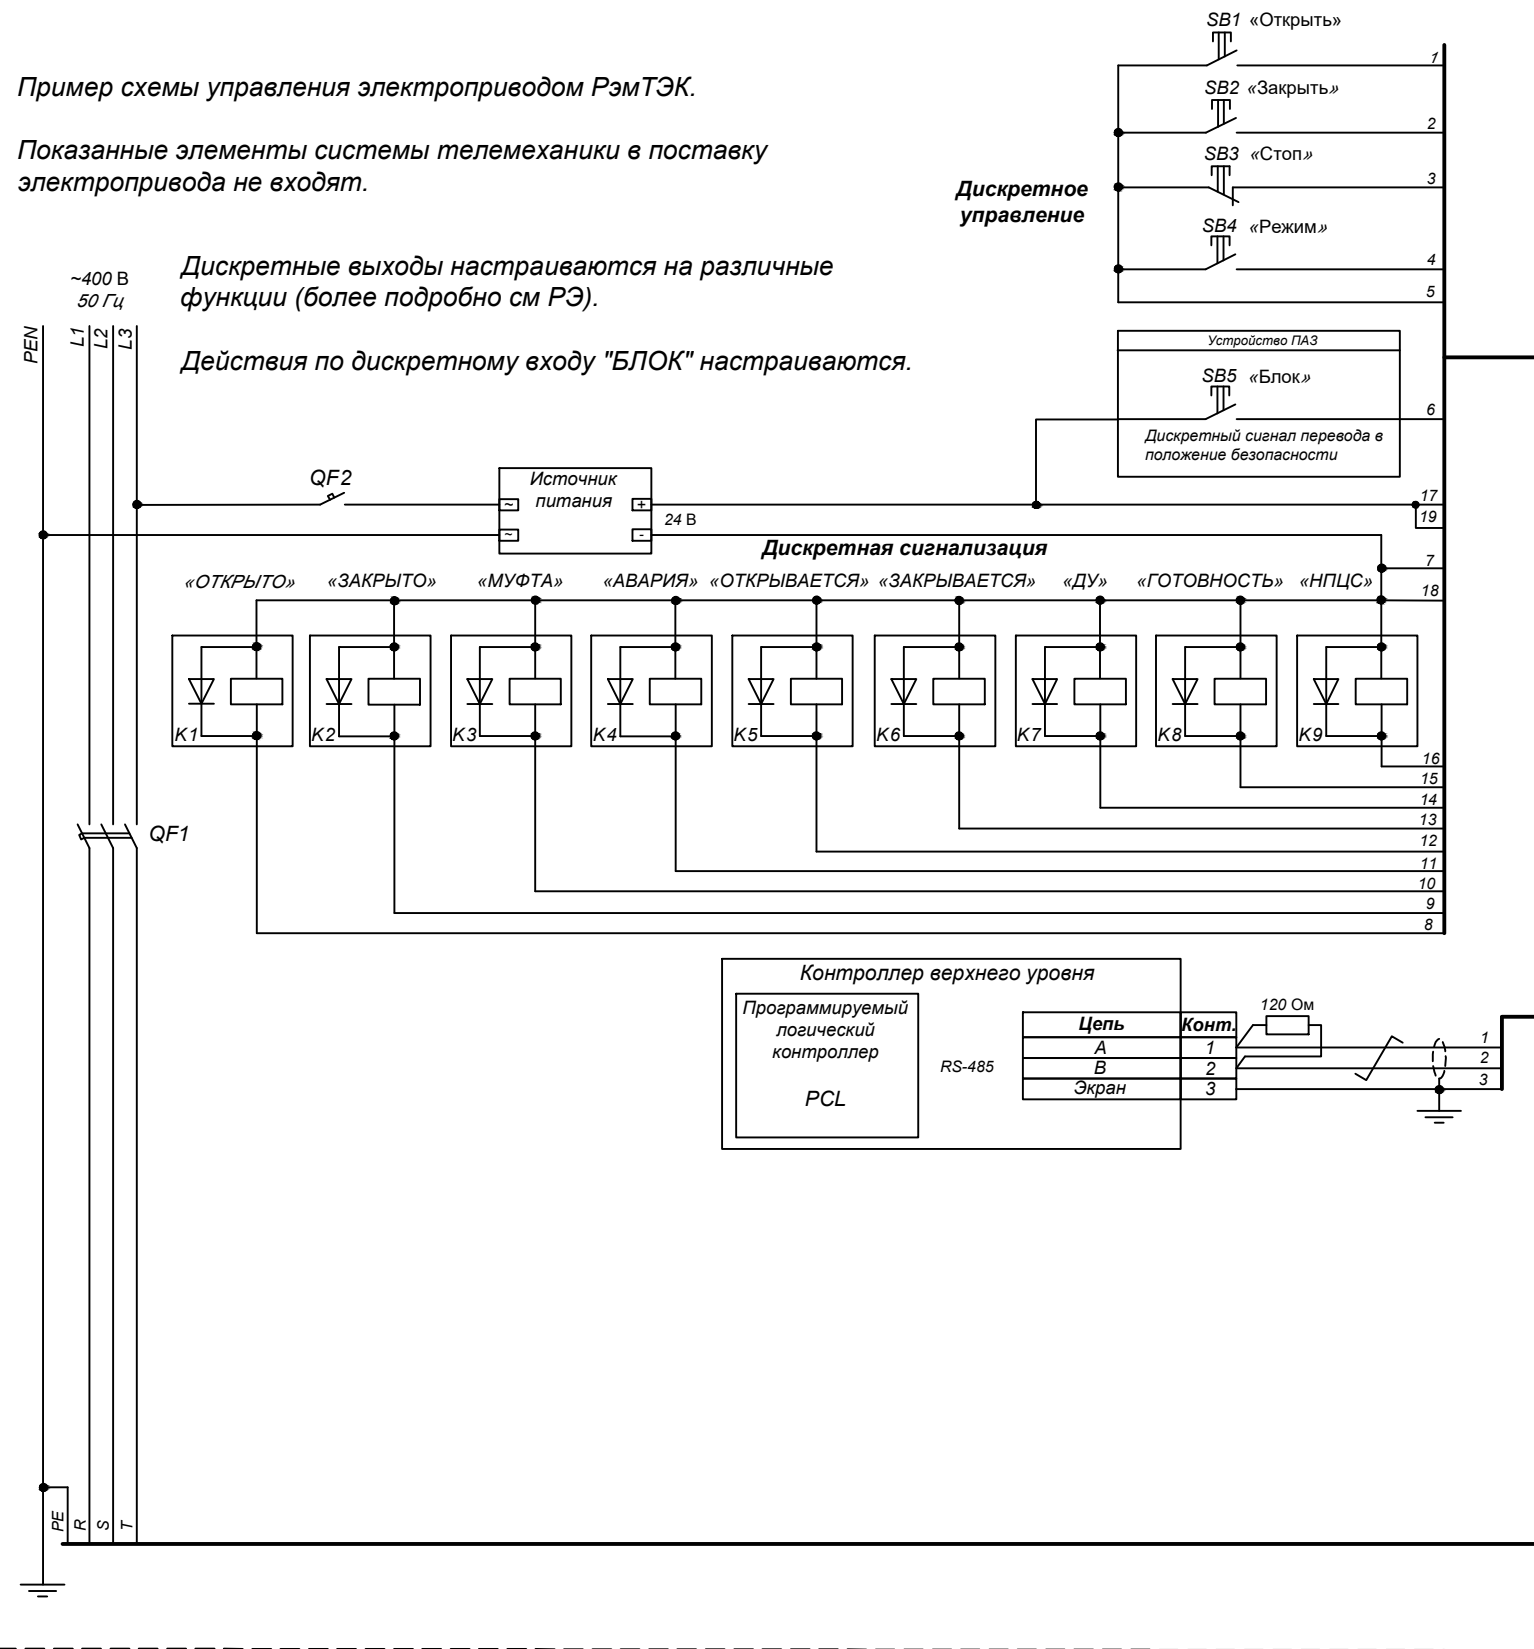 SB1 «Открыть»
1
Пример схемы управления электроприводом РэмТЭК.
SB2 «Закрыть»
2
Показанные элементы системы телемеханики в поставку
электропривода не входят.
SB3 «Стоп»
3
Дискретное
управление
SB4 «Режим»
4
5
Дискретные выходы настраиваются на различные
функции (более подробно см РЭ).
Действия по дискретному входу "БЛОК" настраиваются.
~400 В
50 Гц
PEN
L1
L2
L3
Устройство ПАЗ
SB5 «Блок»
6
Дискретный сигнал перевода в
положение безопасности
QF2
Источник
питания
~
+
~
-
24 В
17
19
Дискретная сигнализация
7
«ОТКРЫТО» «ЗАКРЫТО» «МУФТА» «АВАРИЯ» «ОТКРЫВАЕТСЯ» «ЗАКРЫВАЕТСЯ» «ДУ» «ГОТОВНОСТЬ» «НПЦС»
18
K1 K2 K3 K4 K5 K6 K7 K8 K9
16
15
14
13
12
11
10
9
8
QF1
Контроллер верхнего уровня
Программируемый
логический
контроллер
PCL
RS-485
Цепь Конт.
A 1
B 2
Экран 3
120 Ом
1
2
3
PE
R
S
T